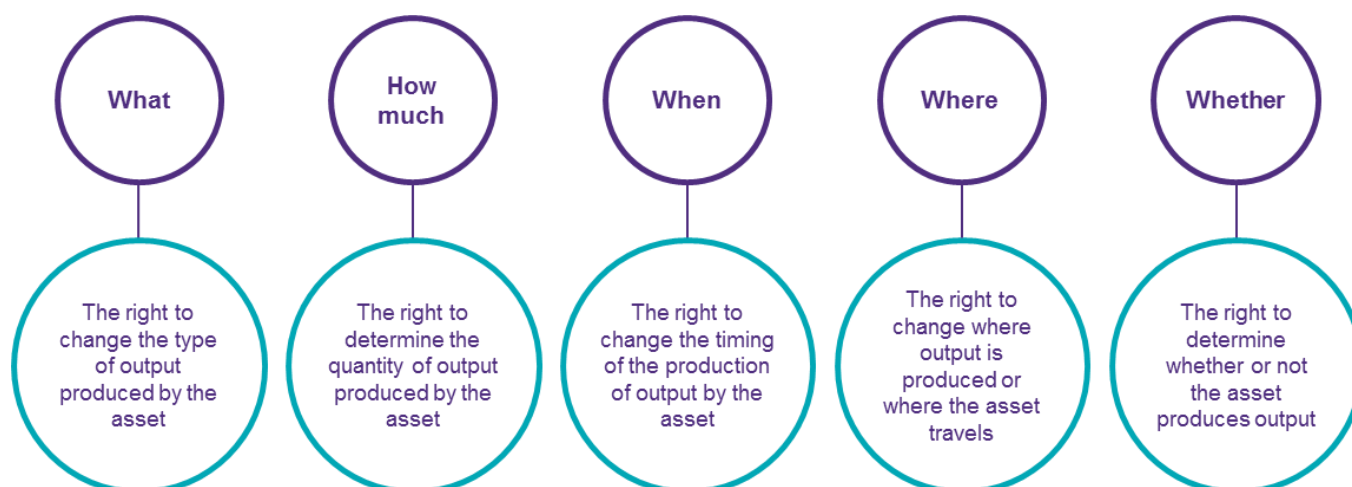 What
How
much
When
Where
Whether
The right to
change the type
of output
produced by the
asset
The right to
determine the
quantity of output
produced by the
asset
The right to
change the timing
of the production
of output by the
asset
The right to
change where
output is
produced or
where the asset
travels
The right to
determine
whether or not
the asset
produces output